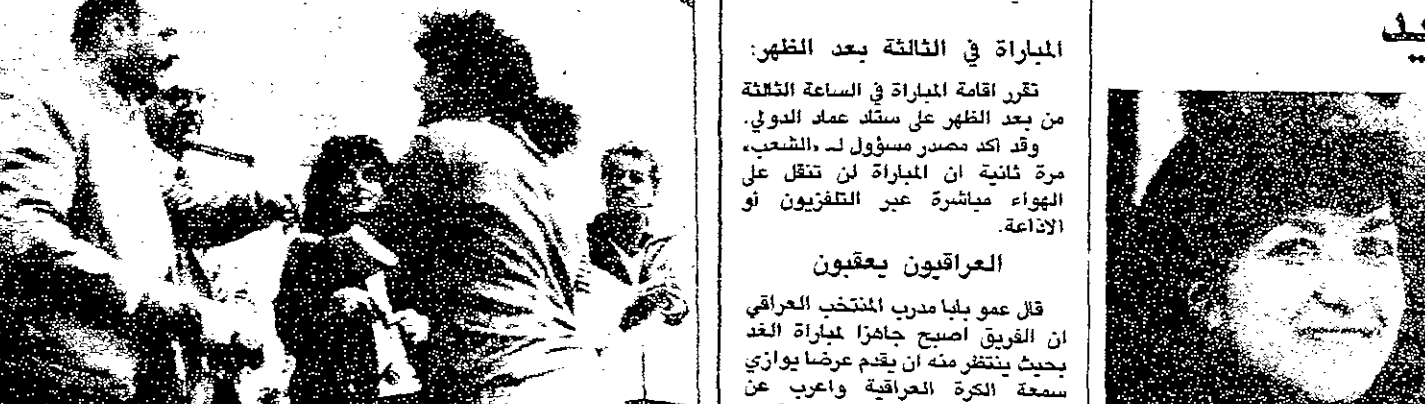 المباراة في الثالثة بعد الظهر:
تقرر اقامة المباراة في الساعة الثالثة
من بعد الظهر على ستاد عماد الدولي.
وقد اكد مصدر مسؤول لـ «الشعب»
مرة ثانية ان المباراة لن تنقل على
الهواء مباشرة عبر التلفزيون أو
الاذاعة.
العراقيون يعقبون
قال عمو بابا مدرب المنتخب العراقي
ان الفريق اصبح جاهزا لمباراة الغد
بحيث ينتظر منه ان يقدم عرضا يوازي
سمعة الكرة العراقية واعرب عن